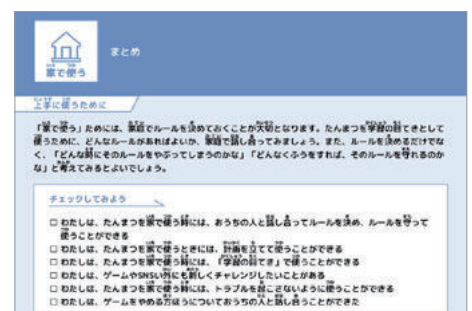 家で使う
まとめ
上手に使うために
「家で使う」ためには、家庭でルールを決めておくことが大切となります。たんまつを学習の目てきとして
使うために、どんなルールがあればよいか、家庭で話し合ってみましょう。また、ルールを決めるだけでな
く、「どんな時にそのルールをやぶってしまうのかな」「どんなくふうをすれば、そのルールを守れるのか
な」と考えてみるとよいでしょう。
チェックしてみよう
□ わたしは、たんまつを家で使う時には、おうちの人と話し合ってルールを決め、ルールを守って
使うことができる
□ わたしは、たんまつを家で使うときには、計画を立てて使うことができる
□ わたしは、たんまつを家で使う時には、「学習の目てき」で使うことができる
□ わたしは、ゲームやSNS以外にも新しくチャレンジしたいことがある
□ わたしは、たんまつを家で使う時には、トラブルを起こさないように使うことができる
□ わたしは、ゲームをやめる方ほうについておうちの人と話し合うことができた